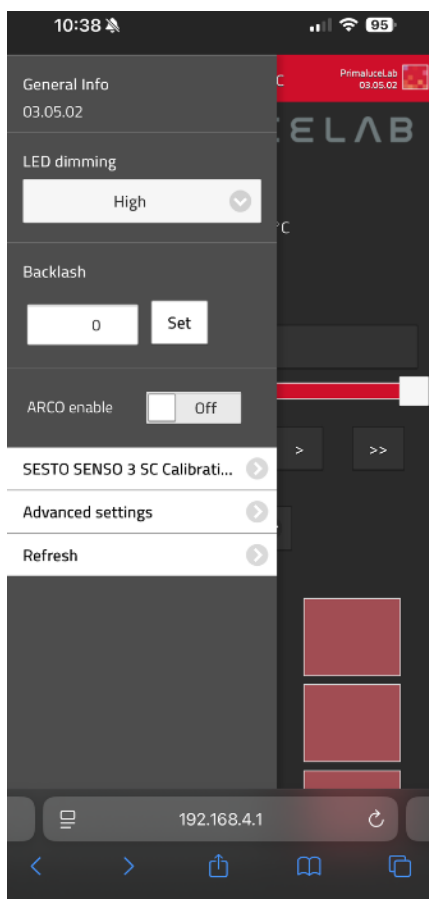 10:38
95
General Info
03.05.02
C
PrimaluceLab
03.05.02
ELAB
LED dimming
High
°C
Backlash
0
Set
ARCO enable
Off
>
>>
SESTO SENSO 3 SC Calibrati...
Advanced settings
Refresh
192.168.4.1